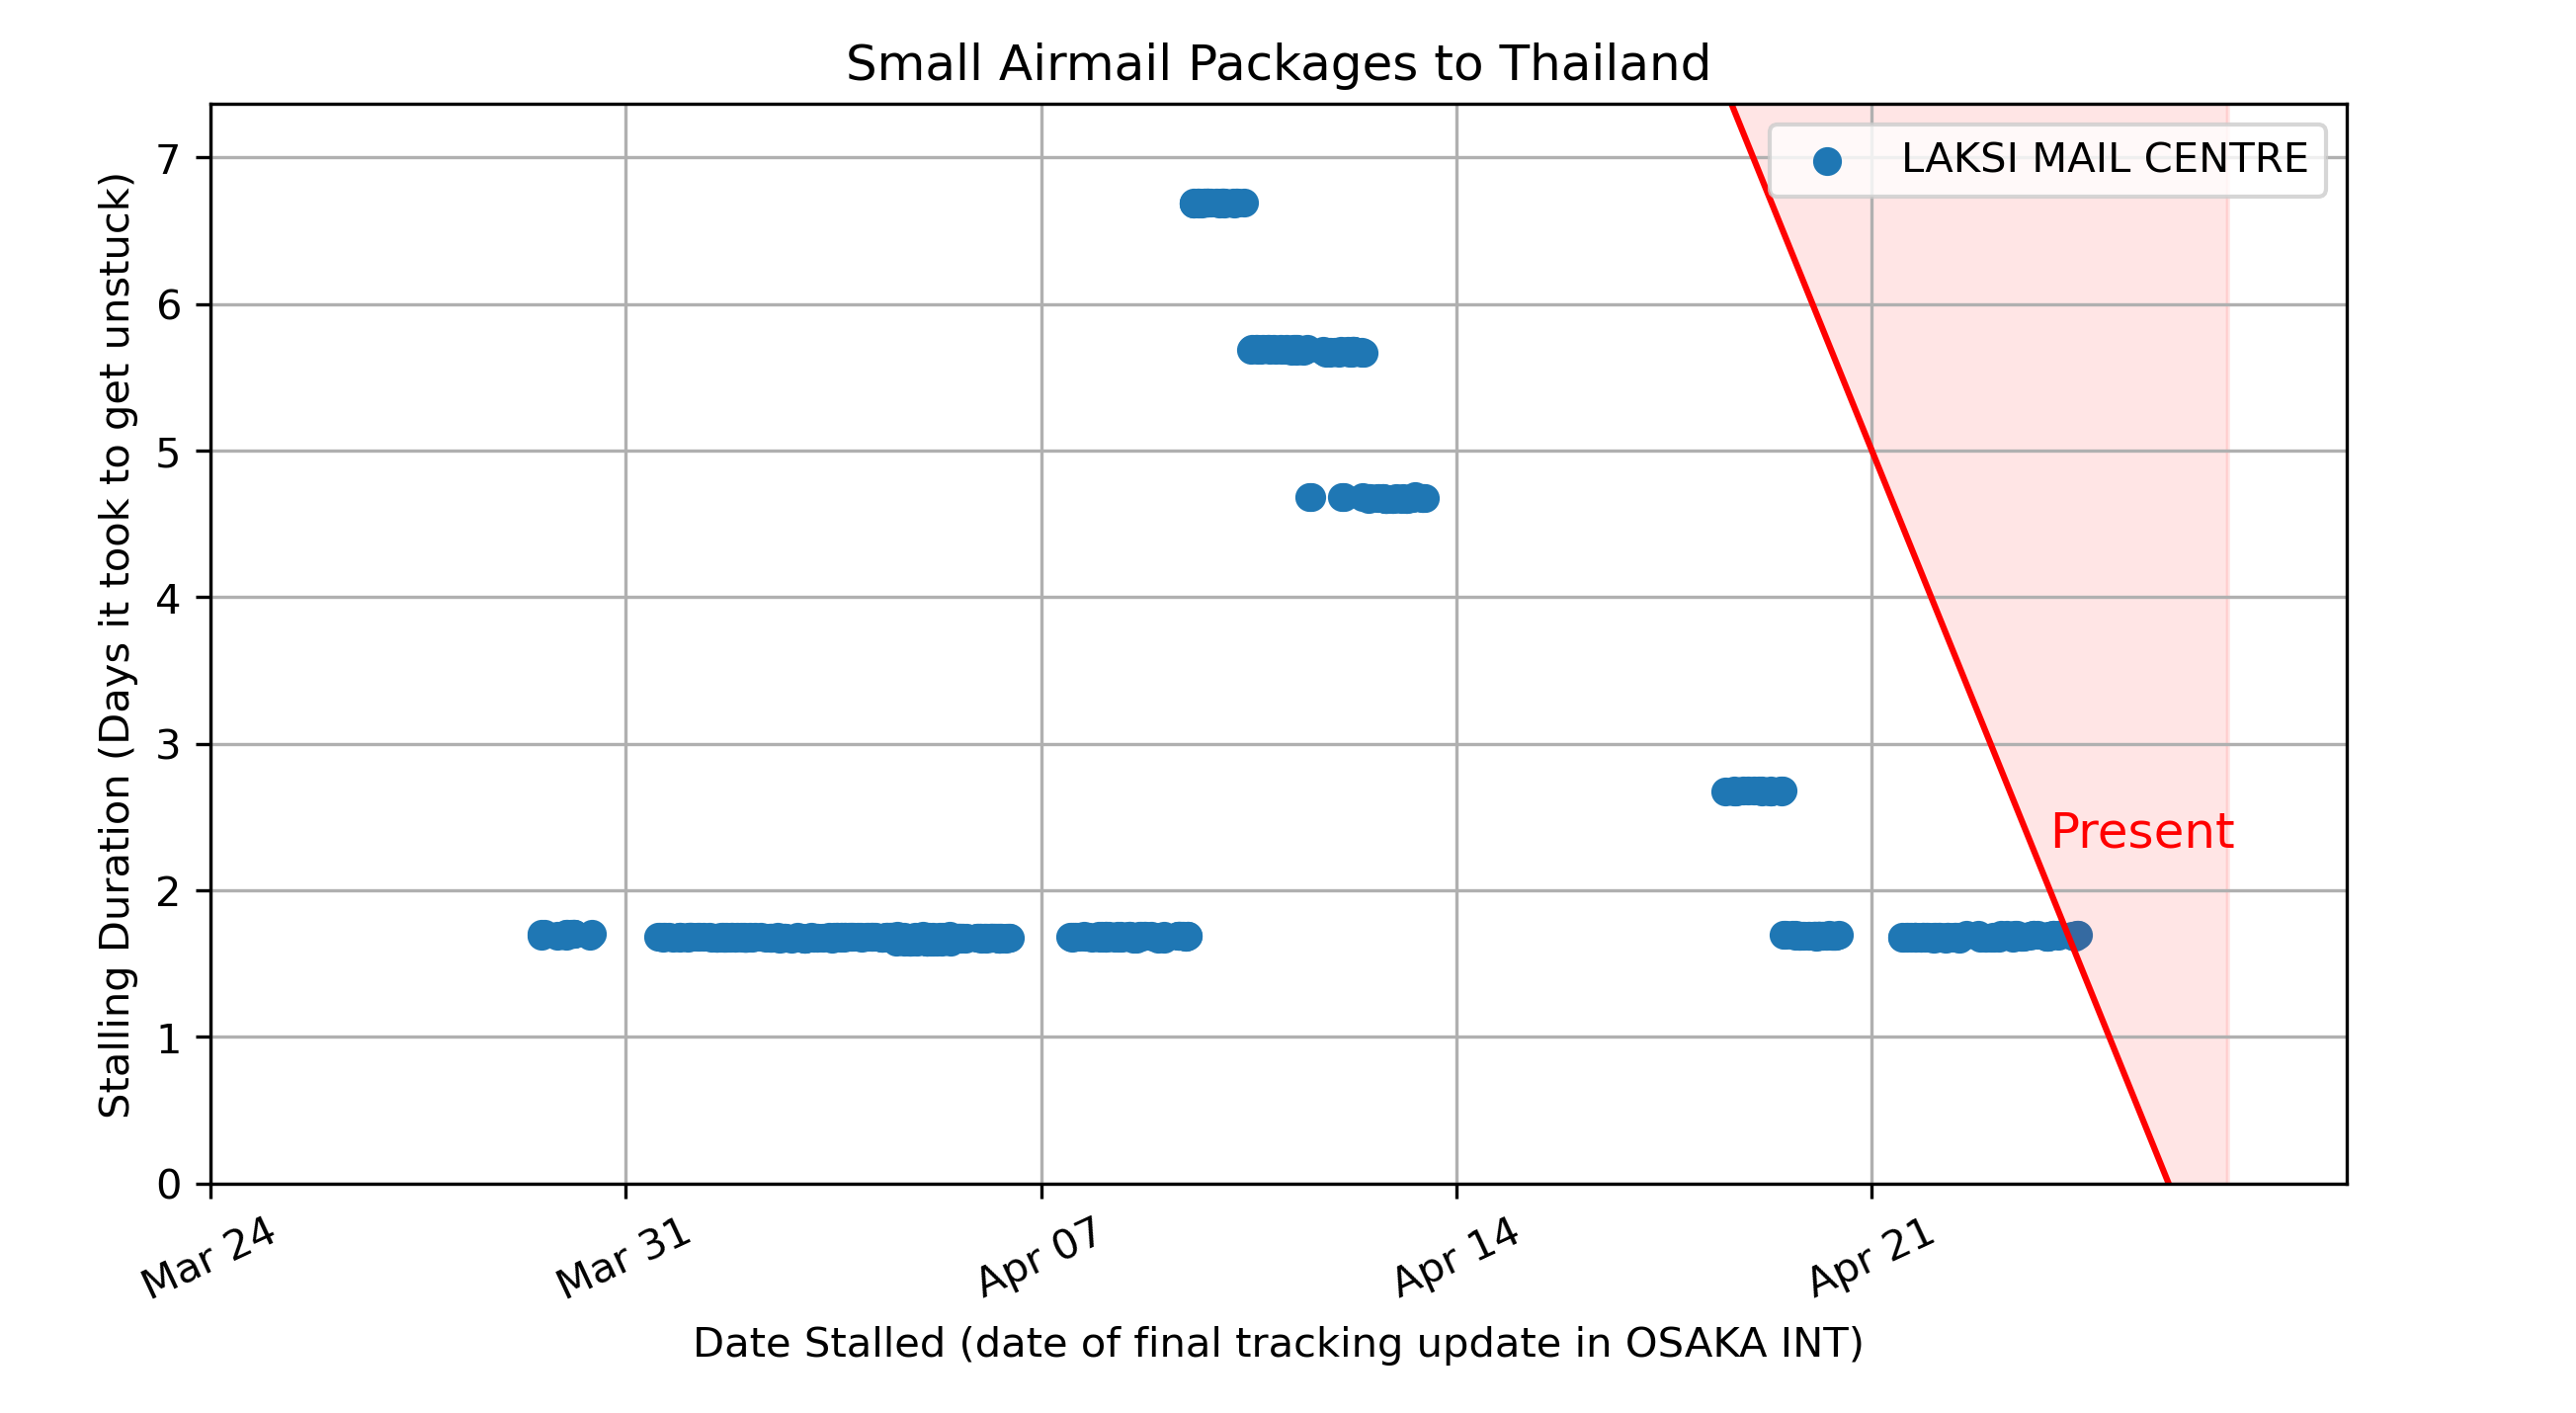 Small Airmail Packages to Thailand
LAKSI MAIL CENTRE
Stalling Duration (Days it took to get unstuck)
7
6
5
4
3
2
1
0
Present
Mar 24
Mar 31
Apr 07
Apr 14
Apr 21
Date Stalled (date of final tracking update in OSAKA INT)